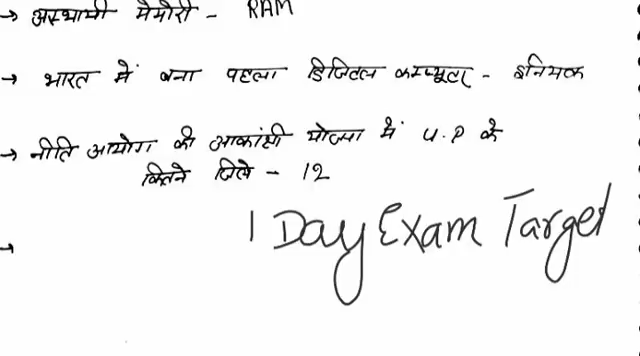 → अस्थायी मेमोरी - RAM
→ भारत में बना पहला डिजिटल कम्प्यूटर - इनिमक
→ नीति आयोग की आकांक्षी योजना में U.P के
कितने जिले - 12
1 Day Exam Target
→